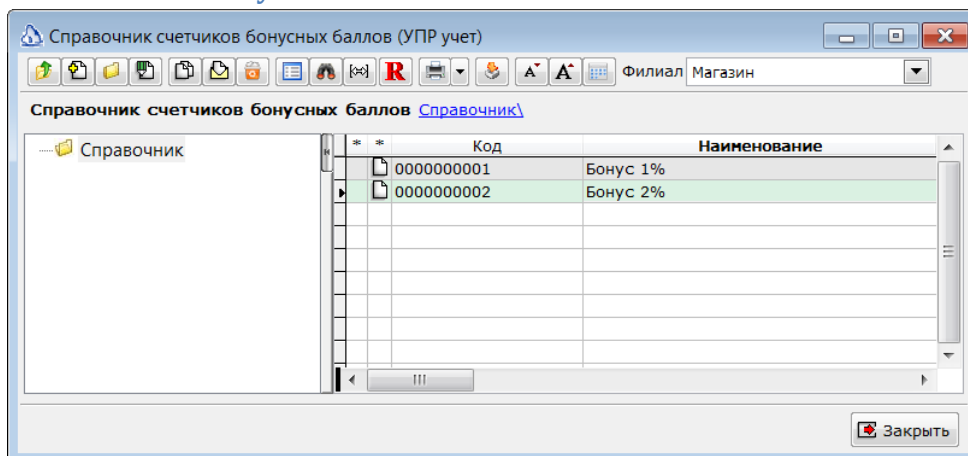 Справочник счетчиков бонусных баллов (УПР учет)
R A A Филиал Магазин
Справочник счетчиков бонусных баллов Справочник\
Справочник
* * Код Наименование
0000000001 Бонус 1%
0000000002 Бонус 2%
Закрыть